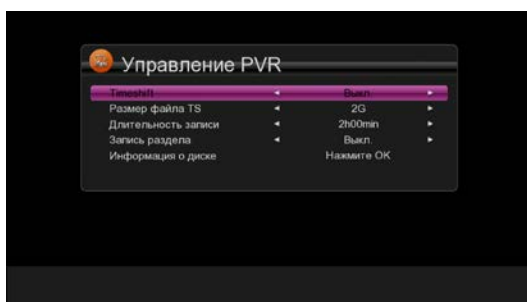 Управление PVR
Timeshift Выкл.
Размер файла TS 2G
Длительность записи 2h00min
Запись раздела Выкл.
Информация о диске Нажмите OK